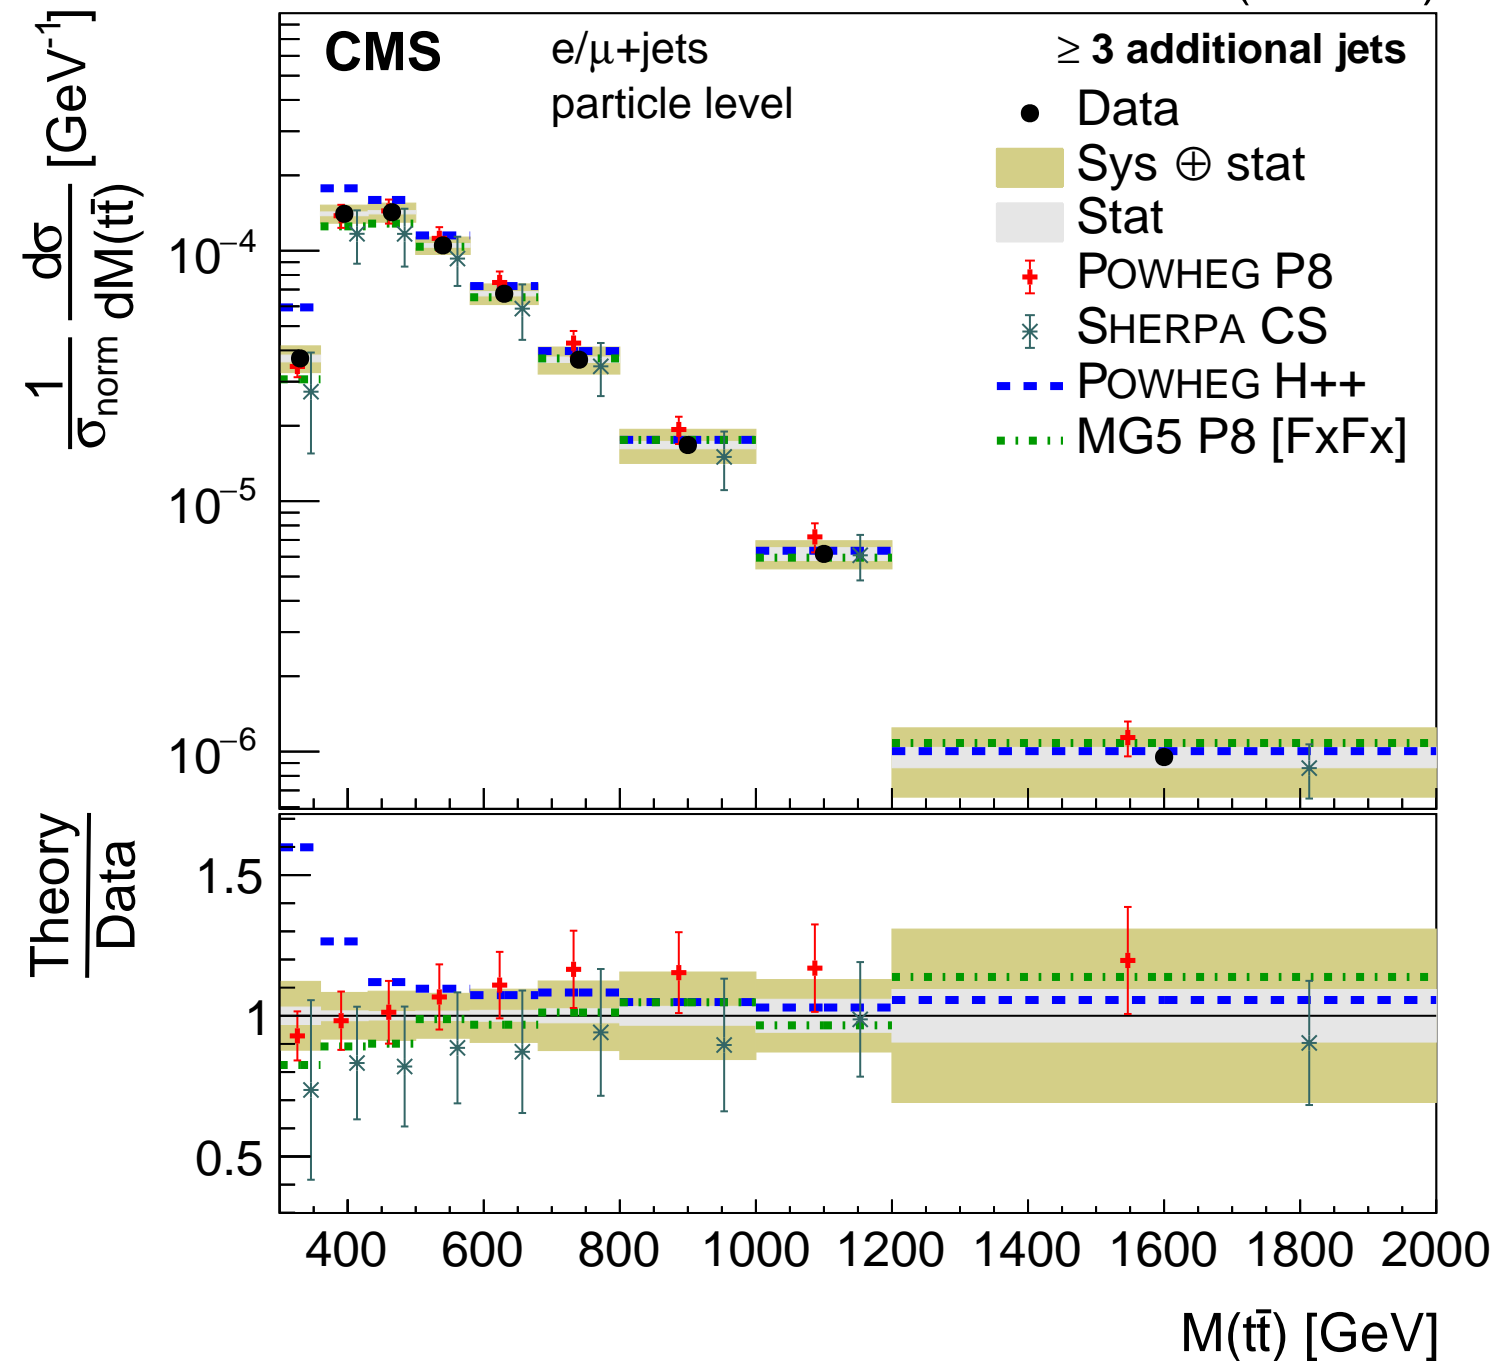 CMS
e/μ+jets
particle level
≥ 3 additional jets
Data
Sys ⊕ stat
Stat
POWHEG P8
SHERPA CS
POWHEG H++
MG5 P8 [FxFx]
1/σnorm dσ/dM(tt̄) [GeV⁻¹]
10⁻⁴
10⁻⁵
10⁻⁶
Theory
Data
1.5
1
0.5
400 600 800 1000 1200 1400 1600 1800 2000
M(tt̄) [GeV]